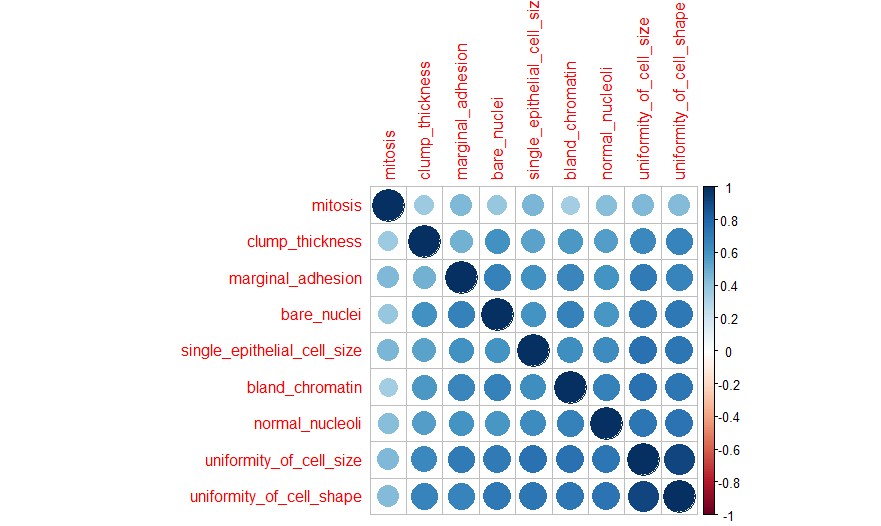 mitosis
clump_thickness
marginal_adhesion
bare_nuclei
single_epithelial_cell_siz
bland_chromatin
normal_nucleoli
uniformity_of_cell_size
uniformity_of_cell_shape
mitosis
clump_thickness
marginal_adhesion
bare_nuclei
single_epithelial_cell_size
bland_chromatin
normal_nucleoli
uniformity_of_cell_size
uniformity_of_cell_shape
1
0.8
0.6
0.4
0.2
0
-0.2
-0.4
-0.6
-0.8
-1